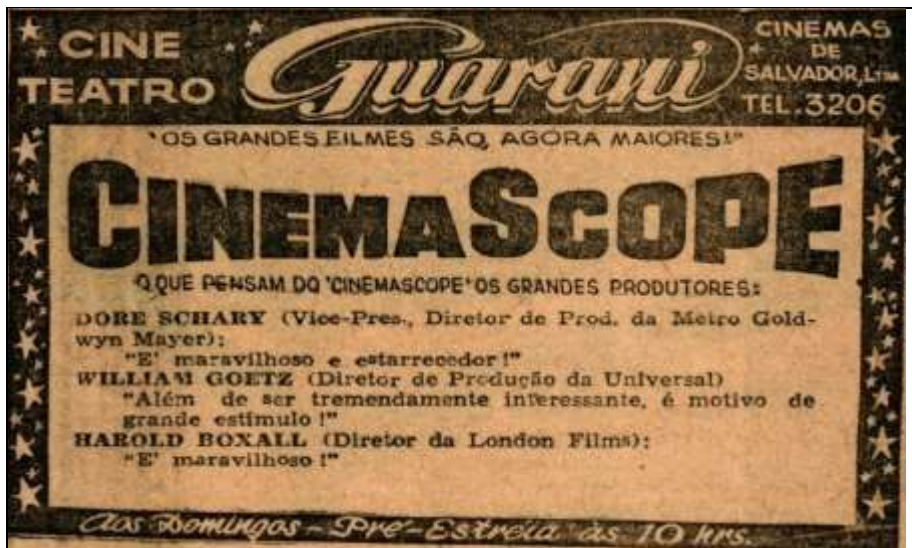 CINE
TEATRO
Guarani
CINEMAS
DE
SALVADOR, LTDA
TEL. 3206
"OS GRANDES FILMES SÃO, AGORA MAIORES!"
CINEMASCOPE
O QUE PENSAM DO 'CINEMASCOPE' OS GRANDES PRODUTORES:
DORE SCHARY (Vice-Pres., Diretor de Prod. da Metro Gold-
wyn Mayer):
"E' maravilhoso e estarrecedor!"
WILLIAM GOETZ (Diretor de Produção da Universal)
"Além de ser tremendamente interessante, é motivo de
grande estímulo!"
HAROLD BOXALL (Diretor da London Films):
"E' maravilhoso!"
Aos Domingos - Pré-Estréia às 10 hrs.